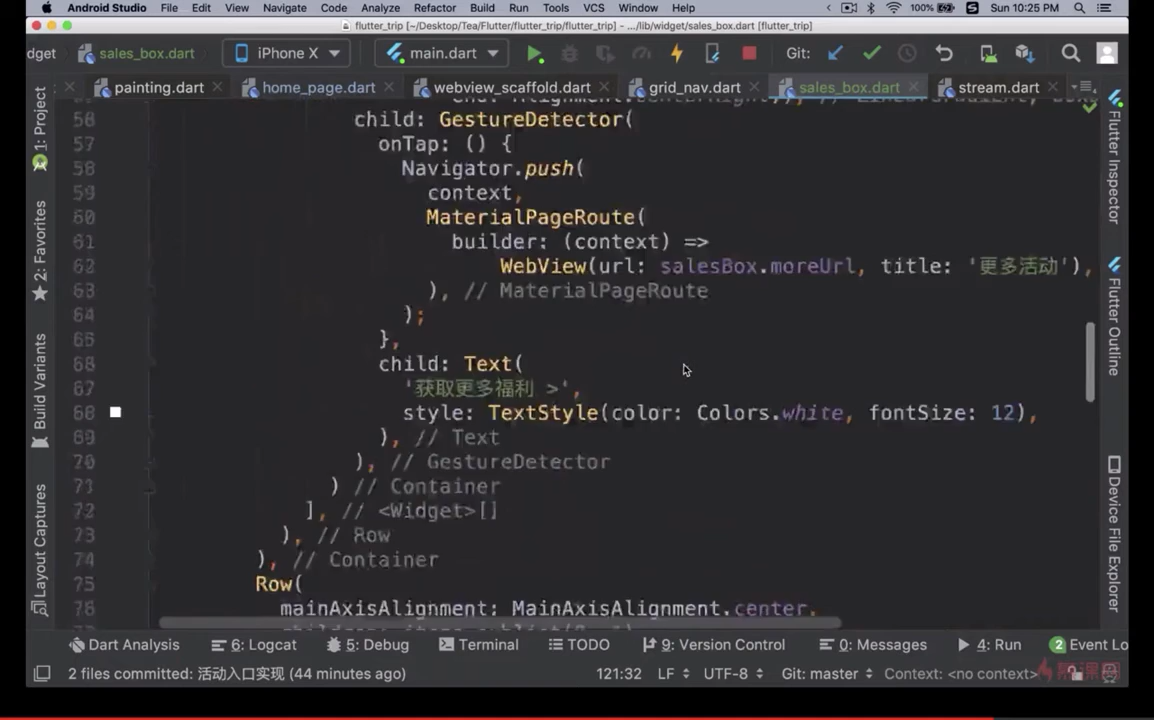 Android Studio File Edit View Navigate Code Analyze Refactor Build Run Tools VCS Window Help 100% Sun 10:25 PM
flutter_trip [~/Desktop/Tea/Flutter/flutter_trip/flutter_trip] - .../lib/widget/sales_box.dart [flutter_trip]
dget sales_box.dart iPhone X main.dart Git:
painting.dart home_page.dart webview_scaffold.dart grid_nav.dart sales_box.dart stream.dart
1: Project
2: Favorites
Build Variants
Layout Captures
56 child: GestureDetector(
57 onTap: () {
58 Navigator.push(
59 context,
60 MaterialPageRoute(
61 builder: (context) =>
62 WebView(url: salesBox.moreUrl, title: '更多活动'),
63 ), // MaterialPageRoute
64 );
65 },
66 child: Text(
67 '获取更多福利 >',
68 style: TextStyle(color: Colors.white, fontSize: 12),
69 ), // Text
70 ), // GestureDetector
71 ) // Container
72 ], // <Widget>[]
73 ), // Row
74 ), // Container
75 Row(
76 mainAxisAlignment: MainAxisAlignment.center,
Flutter Inspector
Flutter Outline
Device File Explorer
Dart Analysis 6: Logcat 5: Debug Terminal TODO 9: Version Control 0: Messages 4: Run 2 Event Lo
2 files committed: 活动入口实现 (44 minutes ago) 121:32 LF UTF-8 Git: master Context: <no context>